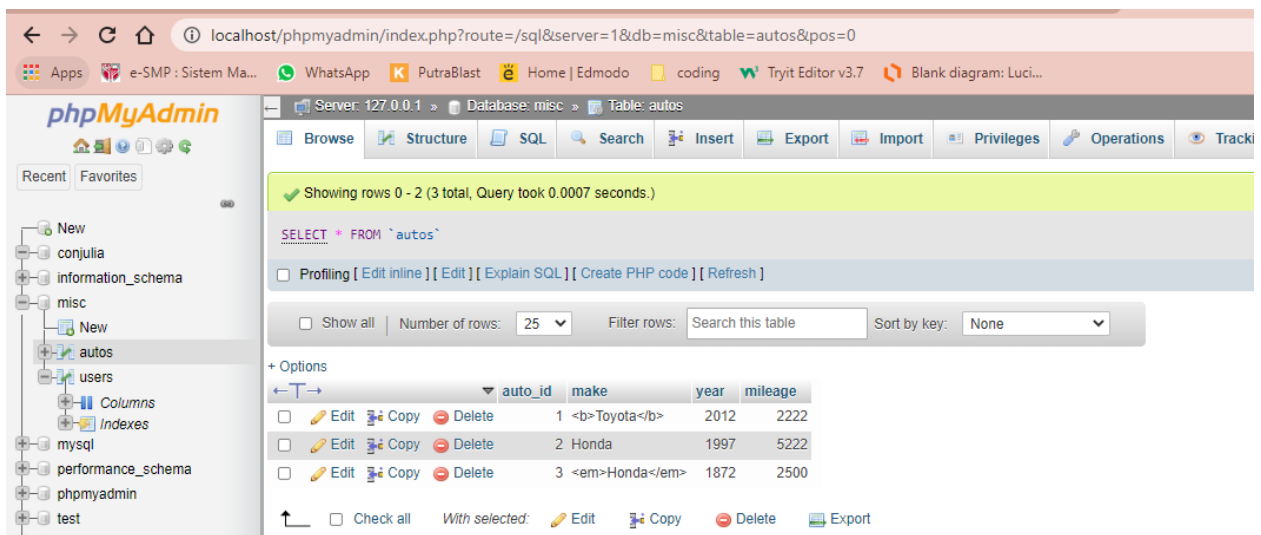 localhost/phpmyadmin/index.php?route=/sql&server=1&db=misc&table=autos&pos=0
Apps e-SMP : Sistem Ma... WhatsApp PutraBlast Home | Edmodo coding Tryit Editor v3.7 Blank diagram: Luci...
phpMyAdmin
Recent Favorites
New
conjulia
information_schema
misc
New
autos
users
Columns
Indexes
mysql
performance_schema
phpmyadmin
test
Server: 127.0.0.1 » Database: misc » Table: autos
Browse Structure SQL Search Insert Export Import Privileges Operations Tracki
Showing rows 0 - 2 (3 total, Query took 0.0007 seconds.)
SELECT * FROM `autos`
Profiling [ Edit inline ] [ Edit ] [ Explain SQL ] [ Create PHP code ] [ Refresh ]
Show all | Number of rows: 25 Filter rows: Search this table Sort by key: None
+ Options
←T→ auto_id make year mileage
Edit Copy Delete 1 <b>Toyota</b> 2012 2222
Edit Copy Delete 2 Honda 1997 5222
Edit Copy Delete 3 <em>Honda</em> 1872 2500
Check all With selected: Edit Copy Delete Export